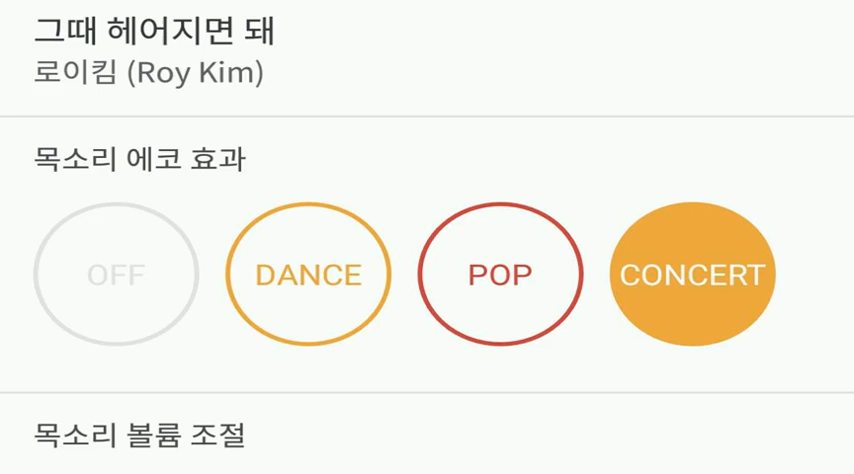 그때 헤어지면 돼
로이킴 (Roy Kim)
목소리 에코 효과
OFF DANCE POP CONCERT
목소리 볼륨 조절